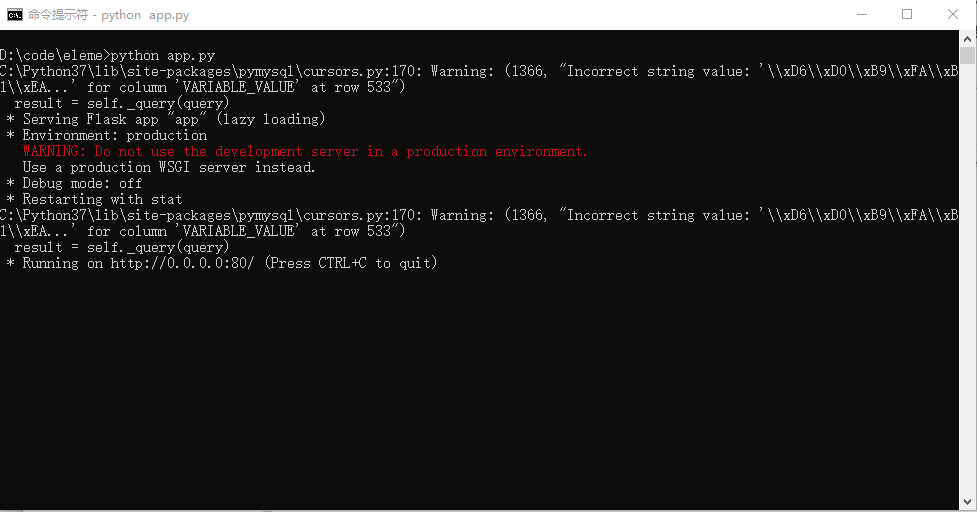 命令提示符 - python  app.py
D:\code\eleme>python app.py
C:\Python37\lib\site-packages\pymysql\cursors.py:170: Warning: (1366, "Incorrect string value: '\\xD6\\xD0\\xB9\\xFA\\xB
1\\xEA...' for column 'VARIABLE_VALUE' at row 533")
  result = self._query(query)
 * Serving Flask app "app" (lazy loading)
 * Environment: production
   WARNING: Do not use the development server in a production environment.
   Use a production WSGI server instead.
 * Debug mode: off
 * Restarting with stat
C:\Python37\lib\site-packages\pymysql\cursors.py:170: Warning: (1366, "Incorrect string value: '\\xD6\\xD0\\xB9\\xFA\\xB
1\\xEA...' for column 'VARIABLE_VALUE' at row 533")
  result = self._query(query)
 * Running on http://0.0.0.0:80/ (Press CTRL+C to quit)